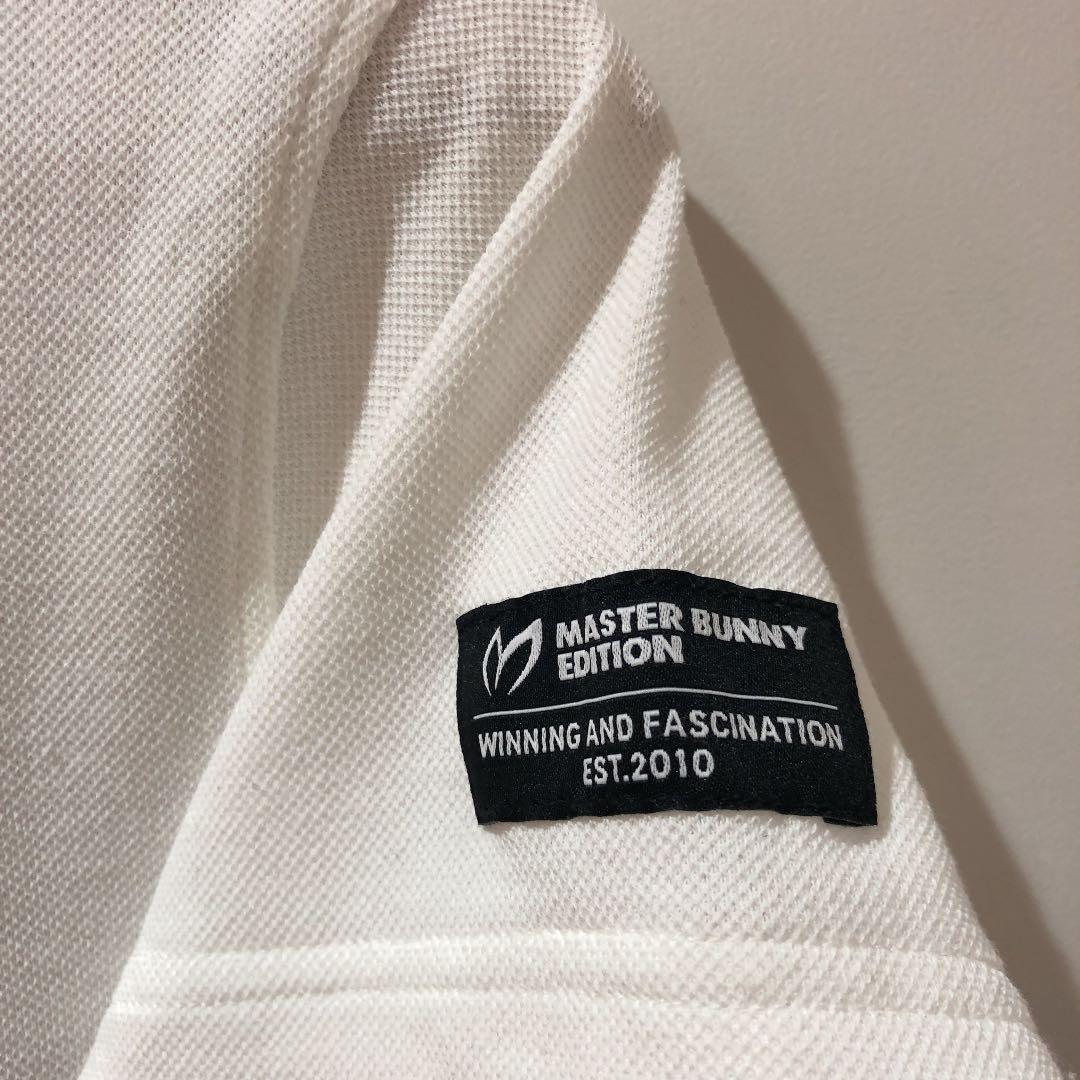 MASTER BUNNY
EDITION
WINNING AND FASCINATION
EST.2010